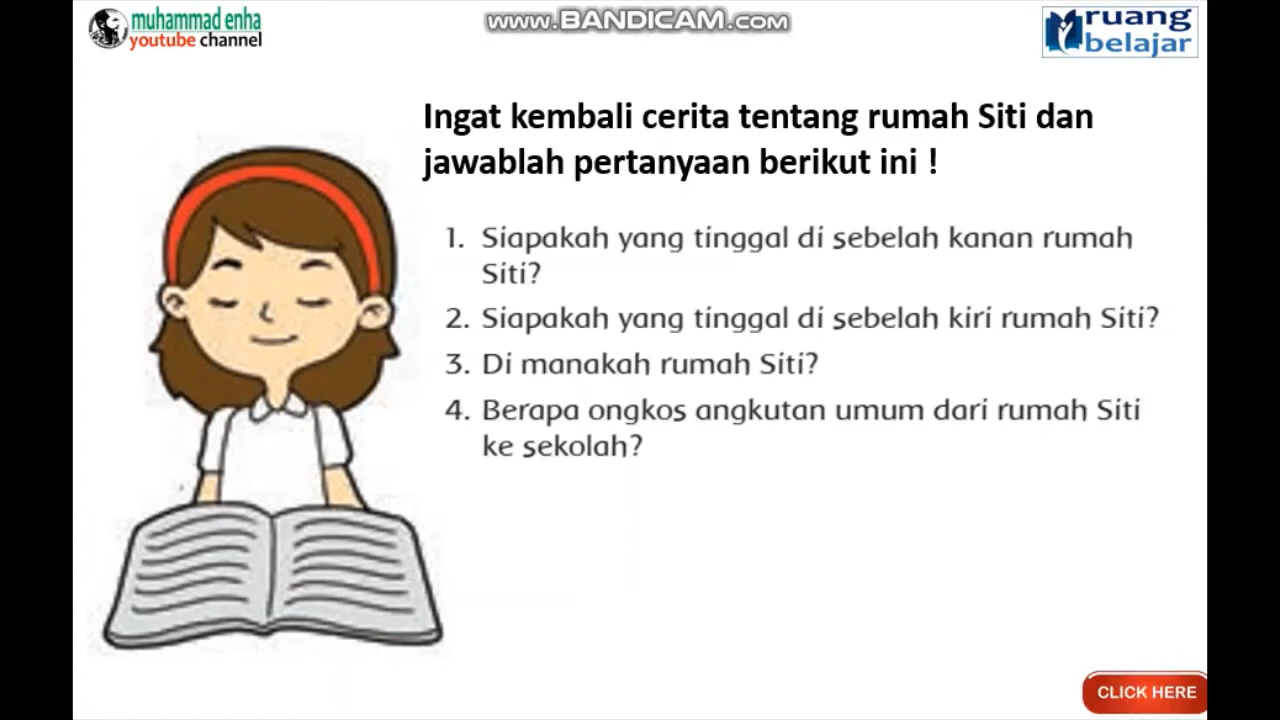 muhammad enha
youtube channel
www.BANDICAM.com
ruang
belajar
Ingat kembali cerita tentang rumah Siti dan
jawablah pertanyaan berikut ini !
1. Siapakah yang tinggal di sebelah kanan rumah
Siti?
2. Siapakah yang tinggal di sebelah kiri rumah Siti?
3. Di manakah rumah Siti?
4. Berapa ongkos angkutan umum dari rumah Siti
ke sekolah?
CLICK HERE